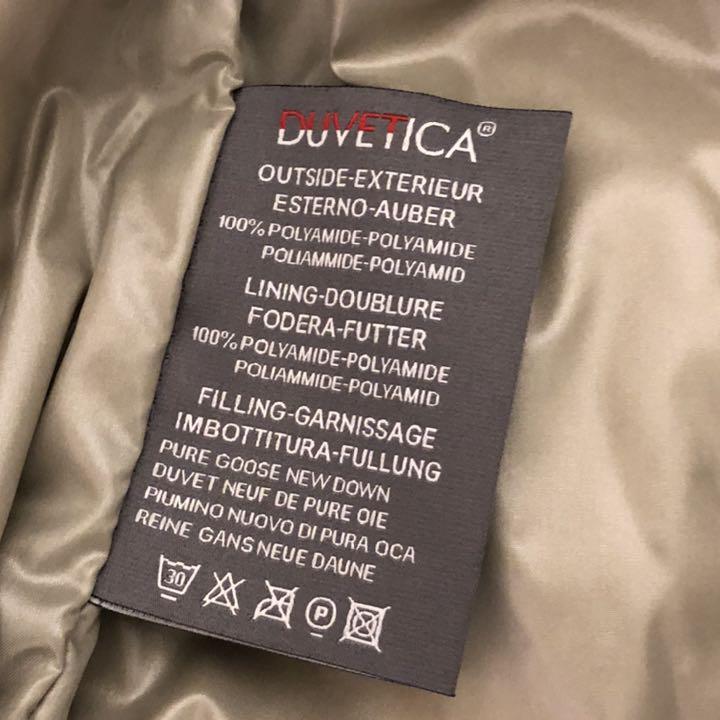 DUVETICA®
OUTSIDE-EXTERIEUR
ESTERNO-AUBER
100% POLYAMIDE-POLYAMIDE
POLIAMMIDE-POLYAMID
LINING-DOUBLURE
FODERA-FUTTER
100% POLYAMIDE-POLYAMIDE
POLIAMMIDE-POLYAMID
FILLING-GARNISSAGE
IMBOTTITURA-FULLUNG
PURE GOOSE NEW DOWN
DUVET NEUF DE PURE OIE
PIUMINO NUOVO DI PURA OCA
REINE GANS NEUE DAUNE
30 P